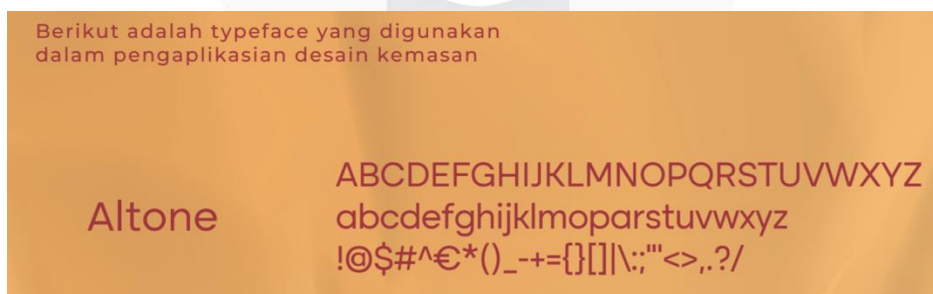 Berikut adalah typeface yang digunakan
dalam pengaplikasian desain kemasan
Altone
ABCDEFGHIJKLMNOPQRSTUVWXYZ
abcdefghijklmoparstuvwxyz
!@$#^€*()_-+={}[]|\:;"'<>,.?/